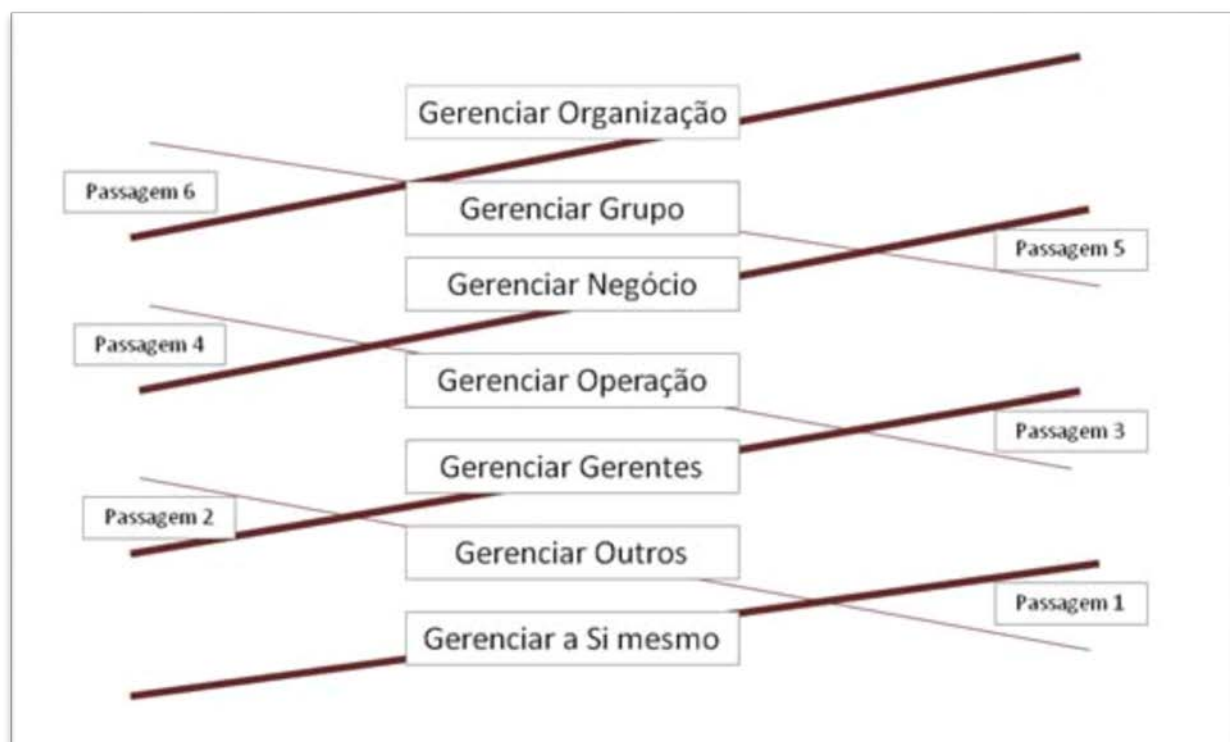 Gerenciar Organização
Passagem 6
Gerenciar Grupo
Passagem 5
Gerenciar Negócio
Passagem 4
Gerenciar Operação
Passagem 3
Gerenciar Gerentes
Passagem 2
Gerenciar Outros
Passagem 1
Gerenciar a Si mesmo